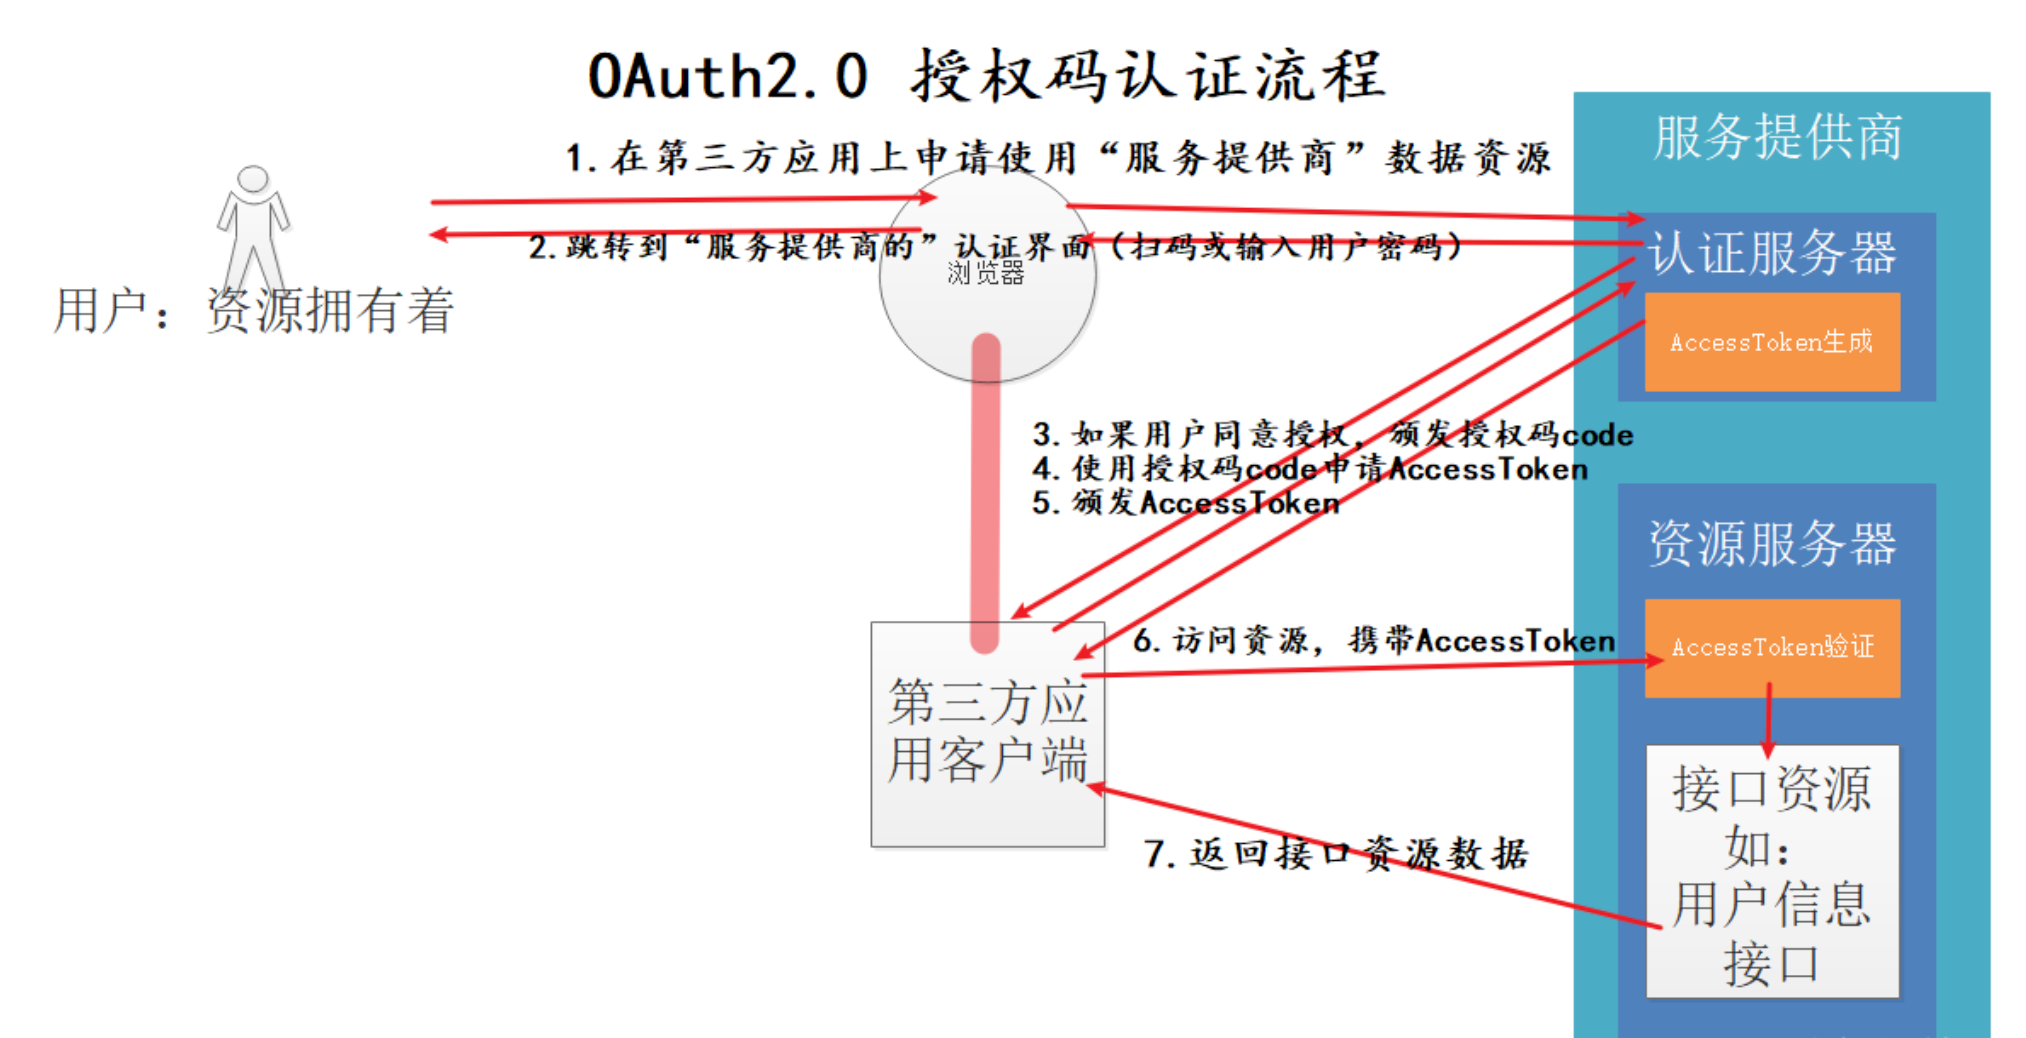 OAuth2.0 授权码认证流程
服务提供商
1.在第三方应用上申请使用“服务提供商”数据资源
2.跳转到“服务提供商的”认证界面（扫码或输入用户密码）
浏览器
认证服务器
用户：资源拥有着
AccessToken生成
3.如果用户同意授权，颁发授权码code
4.使用授权码code申请AccessToken
5.颁发AccessToken
资源服务器
6.访问资源，携带AccessToken
AccessToken验证
第三方应
用客户端
接口资源
如：
用户信息
接口
7.返回接口资源数据